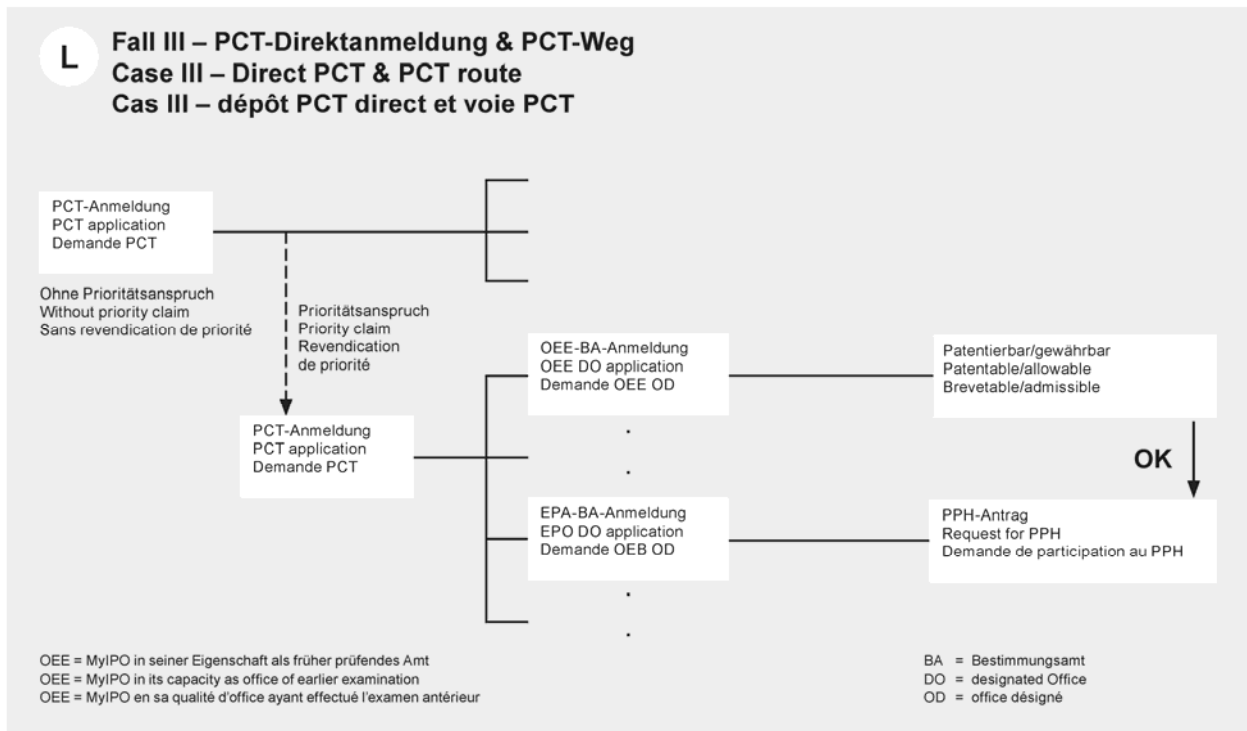 L
Fall III – PCT-Direktanmeldung & PCT-Weg
Case III – Direct PCT & PCT route
Cas III – dépôt PCT direct et voie PCT
PCT-Anmeldung
PCT application
Demande PCT
Ohne Prioritätsanspruch
Without priority claim
Sans revendication de priorité
Prioritätsanspruch
Priority claim
Revendication
de priorité
OEE-BA-Anmeldung
OEE DO application
Demande OEE OD
Patentierbar/gewährbar
Patentable/allowable
Brevetable/admissible
PCT-Anmeldung
PCT application
Demande PCT
OK
EPA-BA-Anmeldung
EPO DO application
Demande OEB OD
PPH-Antrag
Request for PPH
Demande de participation au PPH
OEE = MyIPO in seiner Eigenschaft als früher prüfendes Amt
OEE = MyIPO in its capacity as office of earlier examination
OEE = MyIPO en sa qualité d'office ayant effectué l'examen antérieur
BA = Bestimmungsamt
DO = designated Office
OD = office désigné